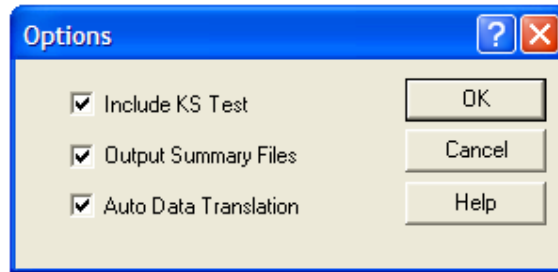 Options
Include KS Test
OK
Output Summary Files
Cancel
Auto Data Translation
Help